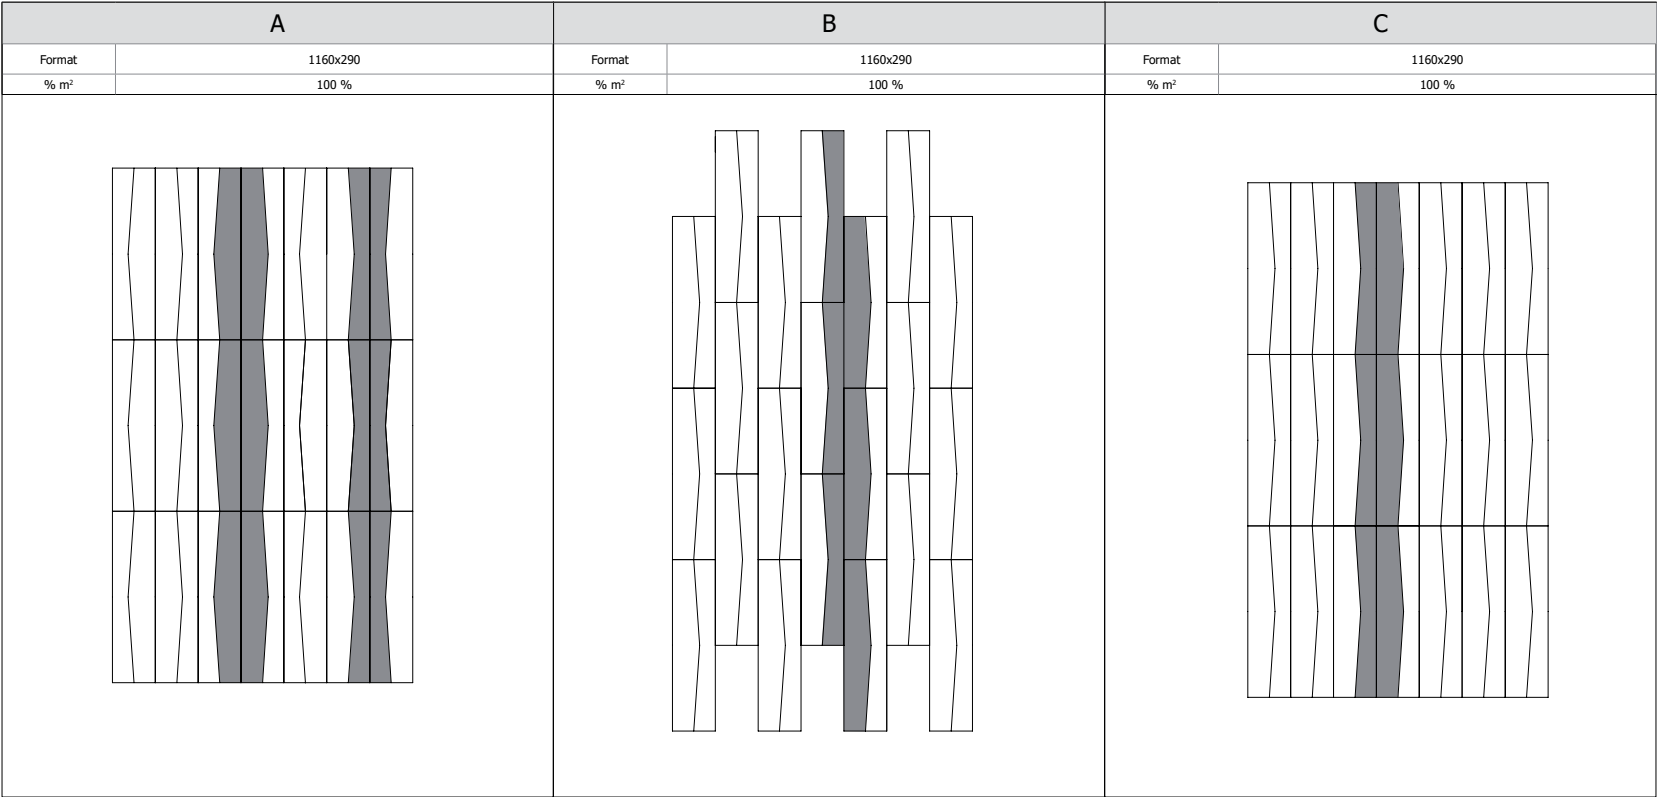 A
B
C
Format
1160x290
Format
1160x290
Format
1160x290
% m²
100 %
% m²
100 %
% m²
100 %